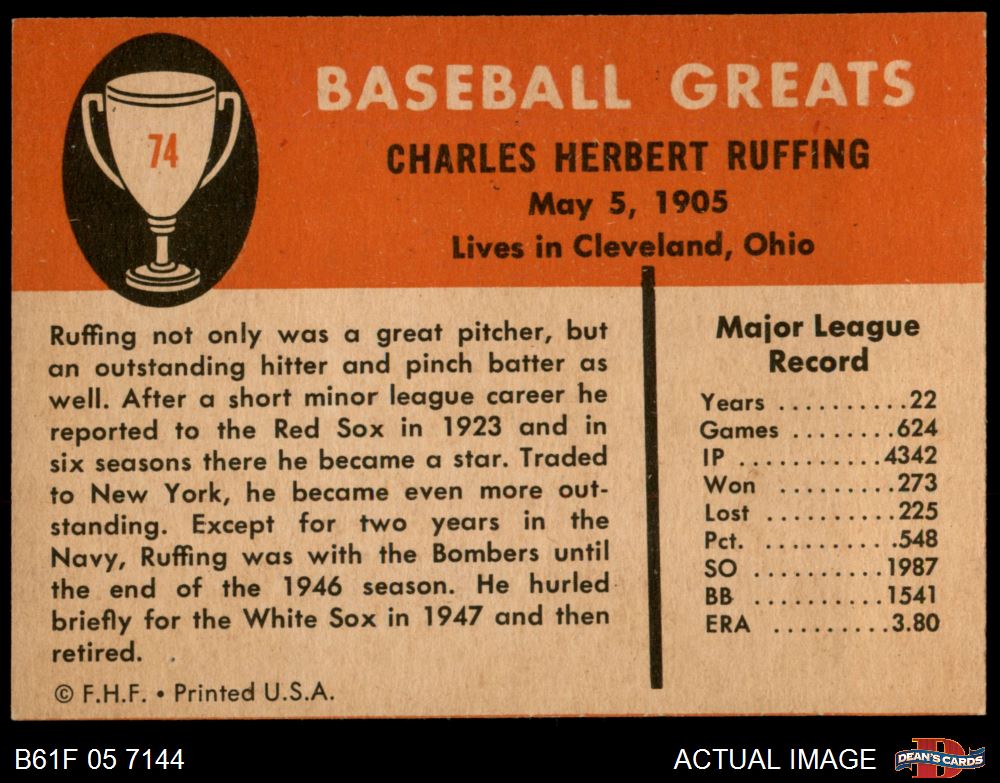 74
BASEBALL GREATS
CHARLES HERBERT RUFFING
May 5, 1905
Lives in Cleveland, Ohio
Ruffing not only was a great pitcher, but
an outstanding hitter and pinch batter as
well. After a short minor league career he
reported to the Red Sox in 1923 and in
six seasons there he became a star. Traded
to New York, he became even more out-
standing. Except for two years in the
Navy, Ruffing was with the Bombers until
the end of the 1946 season. He hurled
briefly for the White Sox in 1947 and then
retired.
© F.H.F. • Printed U.S.A.
Major League
Record
Years ..........22
Games ........624
IP ...........4342
Won .........273
Lost ..........225
Pct. ..........548
SO ..........1987
BB ..........1541
ERA .........3.80
B61F 05 7144
ACTUAL IMAGE
D
DEAN'S CARDS